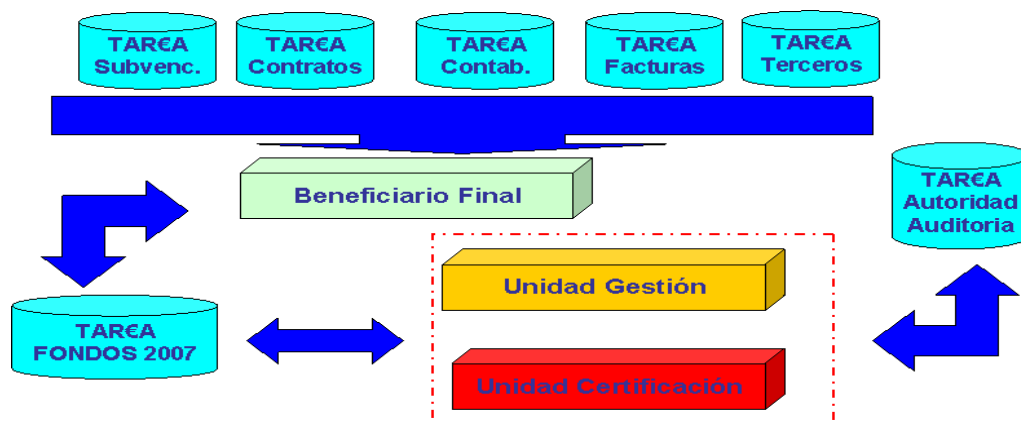 TAR€A
Subvenc.
TAR€A
Contratos
TAR€A
Contab.
TAR€A
Facturas
TAR€A
Terceros
Beneficiario Final
TAR€A
Autoridad
Auditoria
Unidad Gestión
TAR€A
FONDOS 2007
Unidad Certificación